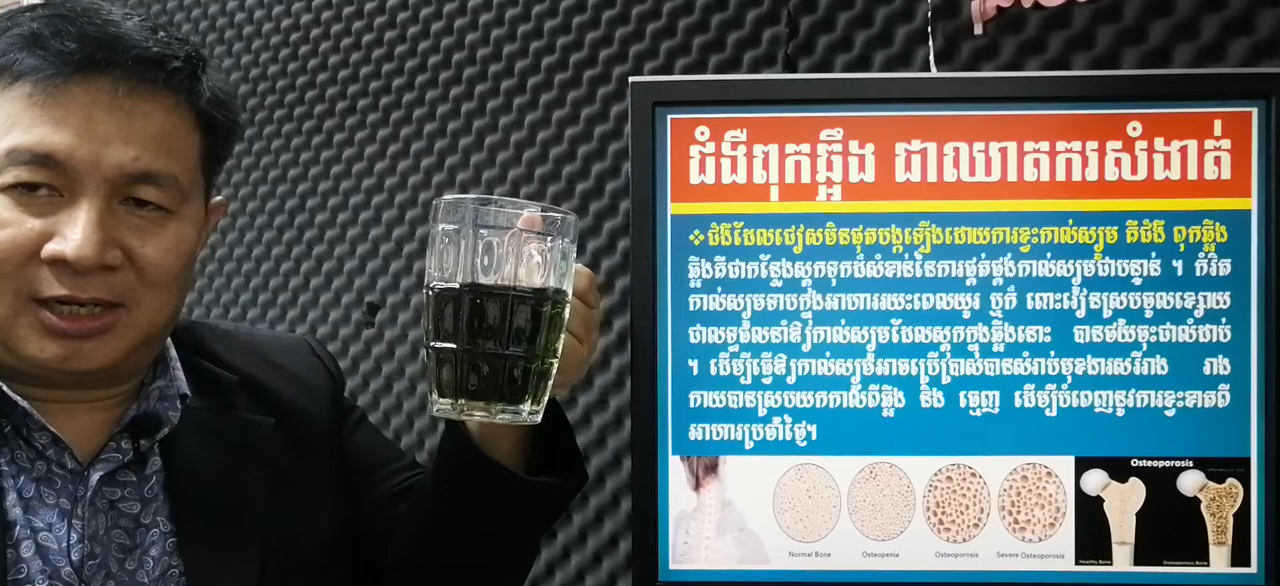 ជំងឺពុកឆ្អឹង ជាឃាតករសំងាត់
❖ជំងឺដែលជៀសមិនផុតបង្កឡើងដោយការខ្វះកាល់ស្យូម គឺជំងឺ ពុកឆ្អឹង
ឆ្អឹងគឺជាកន្លែងស្តុកទុកដ៏សំខាន់នៃការផ្គត់ផ្គង់កាល់ស្យូមជាបន្ទាន់ ។ កំរិត
កាល់ស្យូមទាបក្នុងអាហាររយះពេលយូរ ឬក៏ ពោះវៀនស្រូបចូលខ្សោយ
ជាលទ្ធផលនាំឱ្យកាល់ស្យូមដែលស្តុកក្នុងឆ្អឹងនោះ បានថយចុះជាលំដាប់
។ ដើម្បីធ្វើឱ្យកាល់ស្យូមអាចប្រើប្រាស់បានសំរាប់មុខងារសរីរាង្គ រាង
កាយបានស្រូបយកកាល់ពីឆ្អឹង និង ធ្មេញ ដើម្បីបំពេញនូវការខ្វះខាតពី
អាហារប្រចាំថ្ងៃ។
Normal Bone Osteopenia Osteoporosis Severe Osteoporosis
Osteoporosis
Healthy Bone Osteoporosis Bone